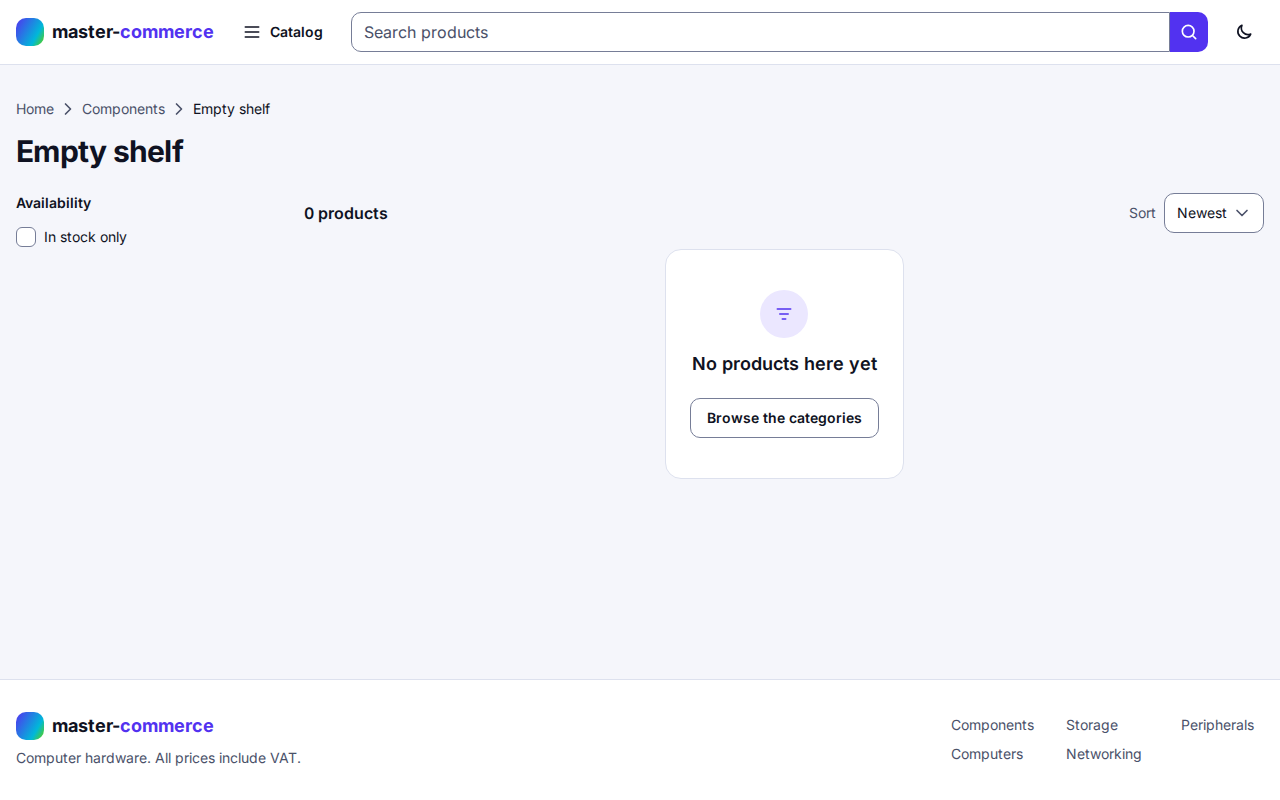 master-commerce
Catalog
Search products
Home
Components
Empty shelf
Empty shelf
Availability
In stock only
0 products
Sort
Newest
No products here yet
Browse the categories
master-commerce
Computer hardware. All prices include VAT.
Components
Storage
Peripherals
Computers
Networking